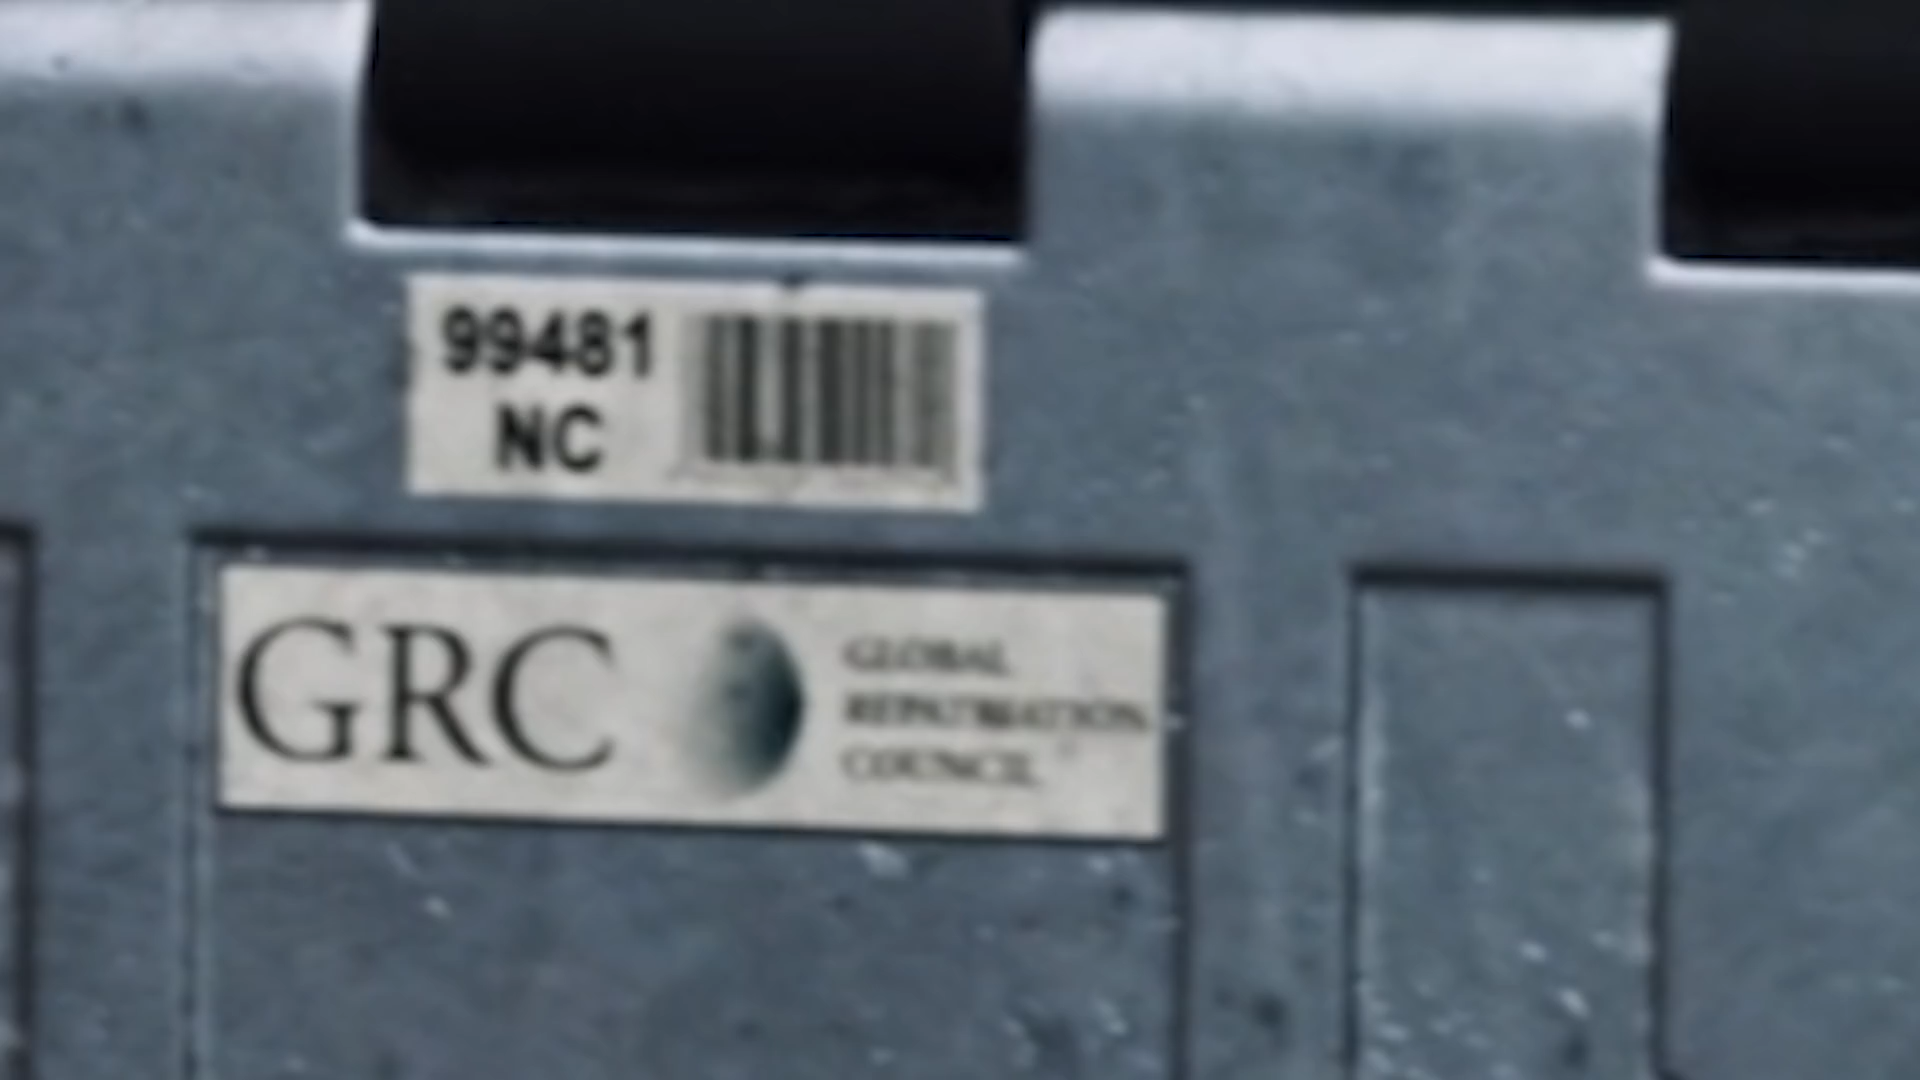 99481
NC
GRC
GLOBAL
REPATRIATION
COUNCIL